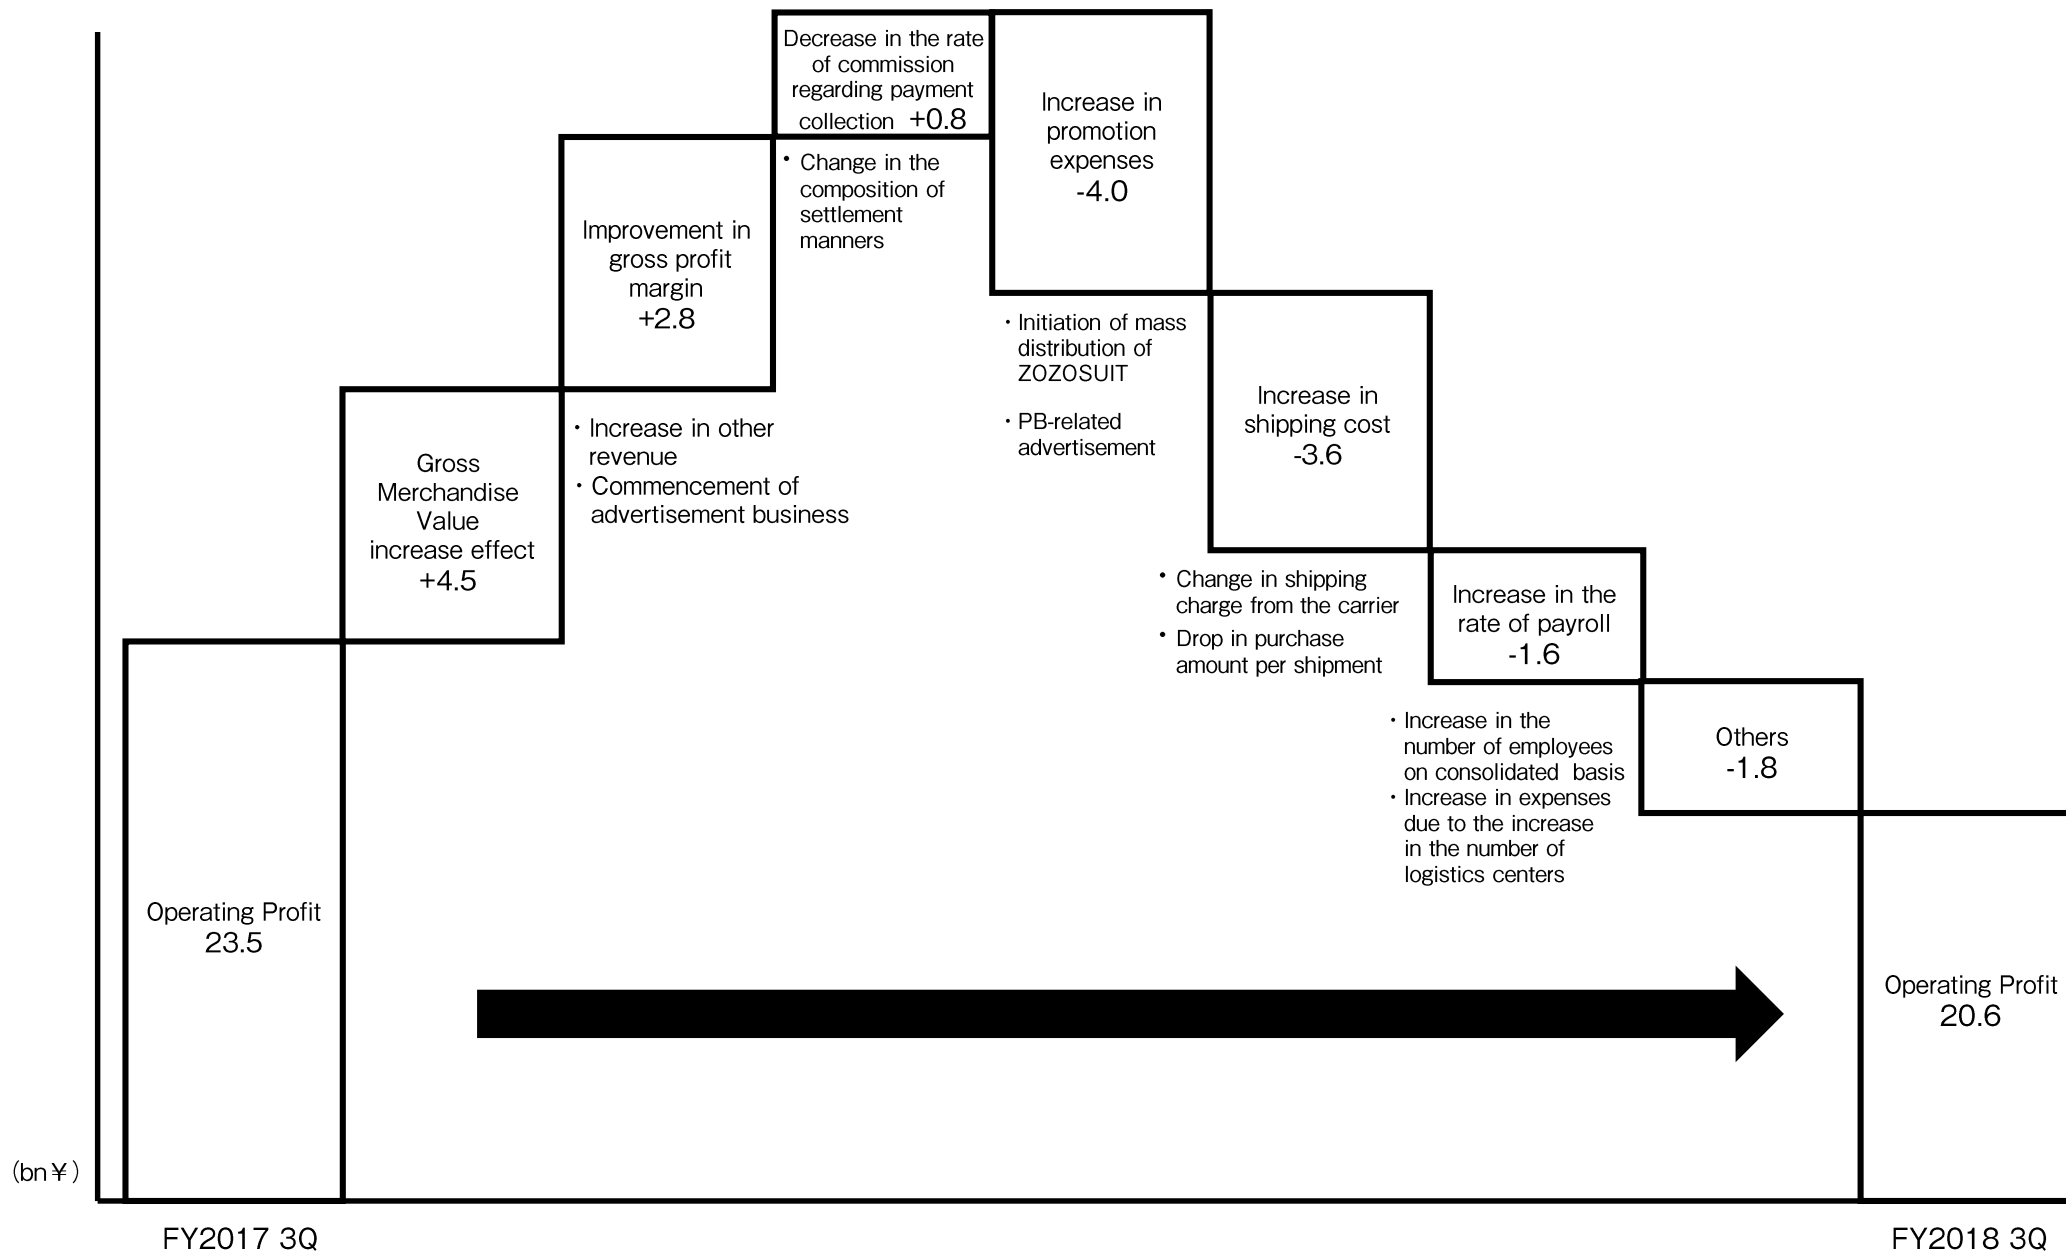 Decrease in the rate
of commission
regarding payment
collection +0.8
・Change in the
composition of
settlement
manners
Increase in
promotion
expenses
-4.0
・Initiation of mass
distribution of
ZOZOSUIT
・PB-related
advertisement
Improvement in
gross profit
margin
+2.8
・Increase in other
revenue
・Commencement of
advertisement business
Gross
Merchandise
Value
increase effect
+4.5
Increase in
shipping cost
-3.6
・Change in shipping
charge from the carrier
・Drop in purchase
amount per shipment
Increase in the
rate of payroll
-1.6
・Increase in the
number of employees
on consolidated basis
・Increase in expenses
due to the increase
in the number of
logistics centers
Others
-1.8
Operating Profit
23.5
Operating Profit
20.6
(bn¥)
FY2017 3Q
FY2018 3Q